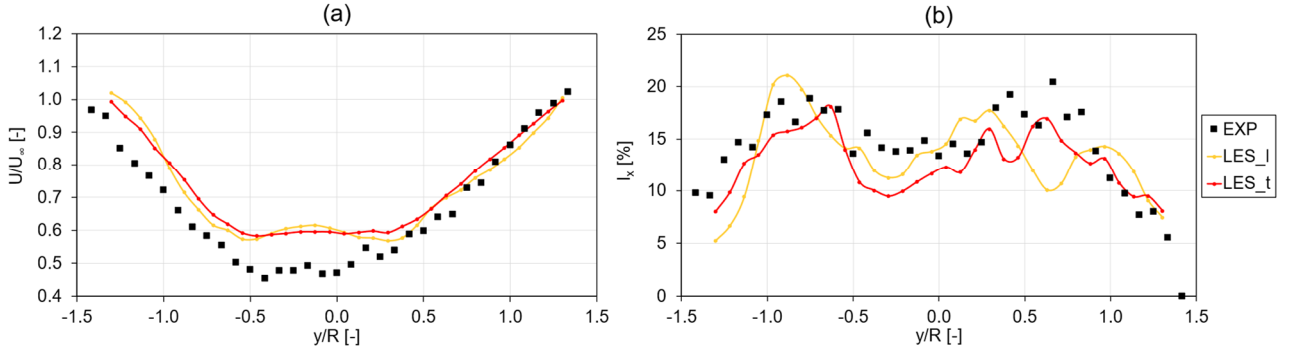 (a)
1.2
1.1
1.0
0.9
0.8
0.7
0.6
0.5
0.4
U/U∞ [-]
-1.5 -1.0 -0.5 0.0 0.5 1.0 1.5
y/R [-]
(b)
25
20
15
10
5
0
Ix [%]
-1.5 -1.0 -0.5 0.0 0.5 1.0 1.5
y/R [-]
EXP
LES_l
LES_t